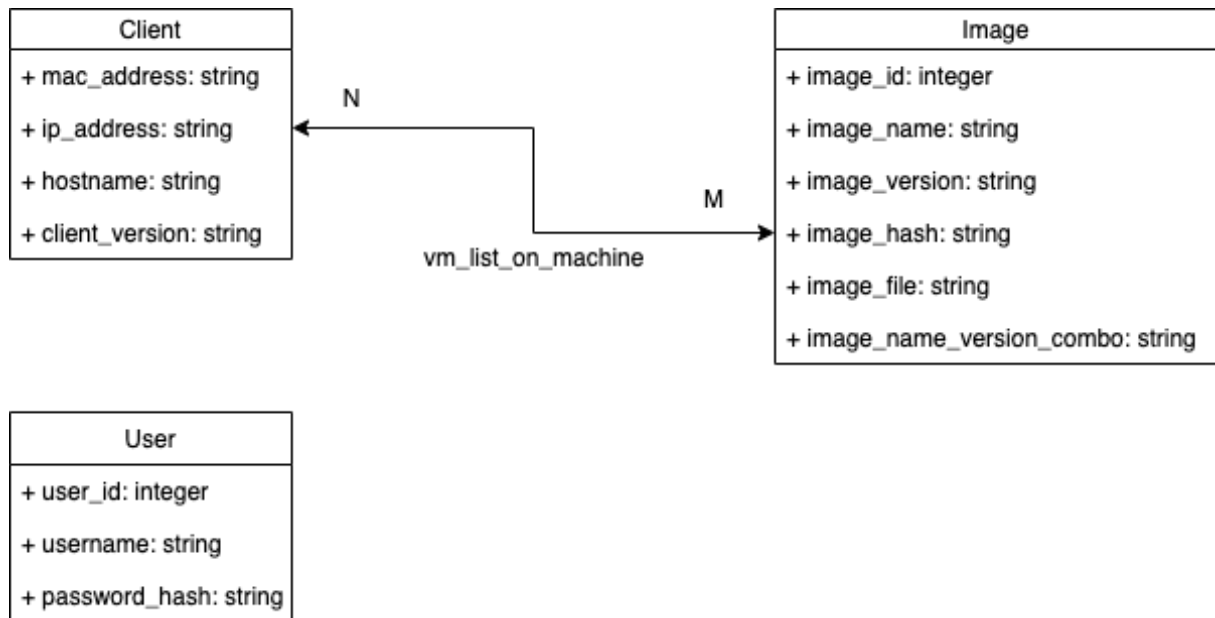 Client
+ mac_address: string
+ ip_address: string
+ hostname: string
+ client_version: string
N
M
vm_list_on_machine
Image
+ image_id: integer
+ image_name: string
+ image_version: string
+ image_hash: string
+ image_file: string
+ image_name_version_combo: string
User
+ user_id: integer
+ username: string
+ password_hash: string